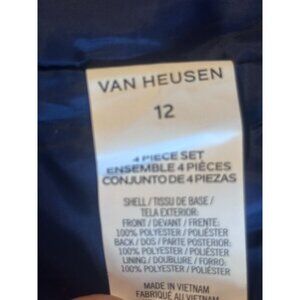 VAN HEUSEN
12
4 PIECE SET
ENSEMBLE 4 PIÈCES
CONJUNTO DE 4 PIEZAS
SHELL / TISSU DE BASE /
TELA EXTERIOR:
FRONT / DEVANT / FRENTE:
100% POLYESTER / POLIÉSTER
BACK / DOS / PARTE POSTERIOR:
100% POLYESTER / POLIÉSTER
LINING / DOUBLURE / FORRO:
100% POLYESTER / POLIÉSTER
MADE IN VIETNAM
FABRIQUÉ AU VIETNAM